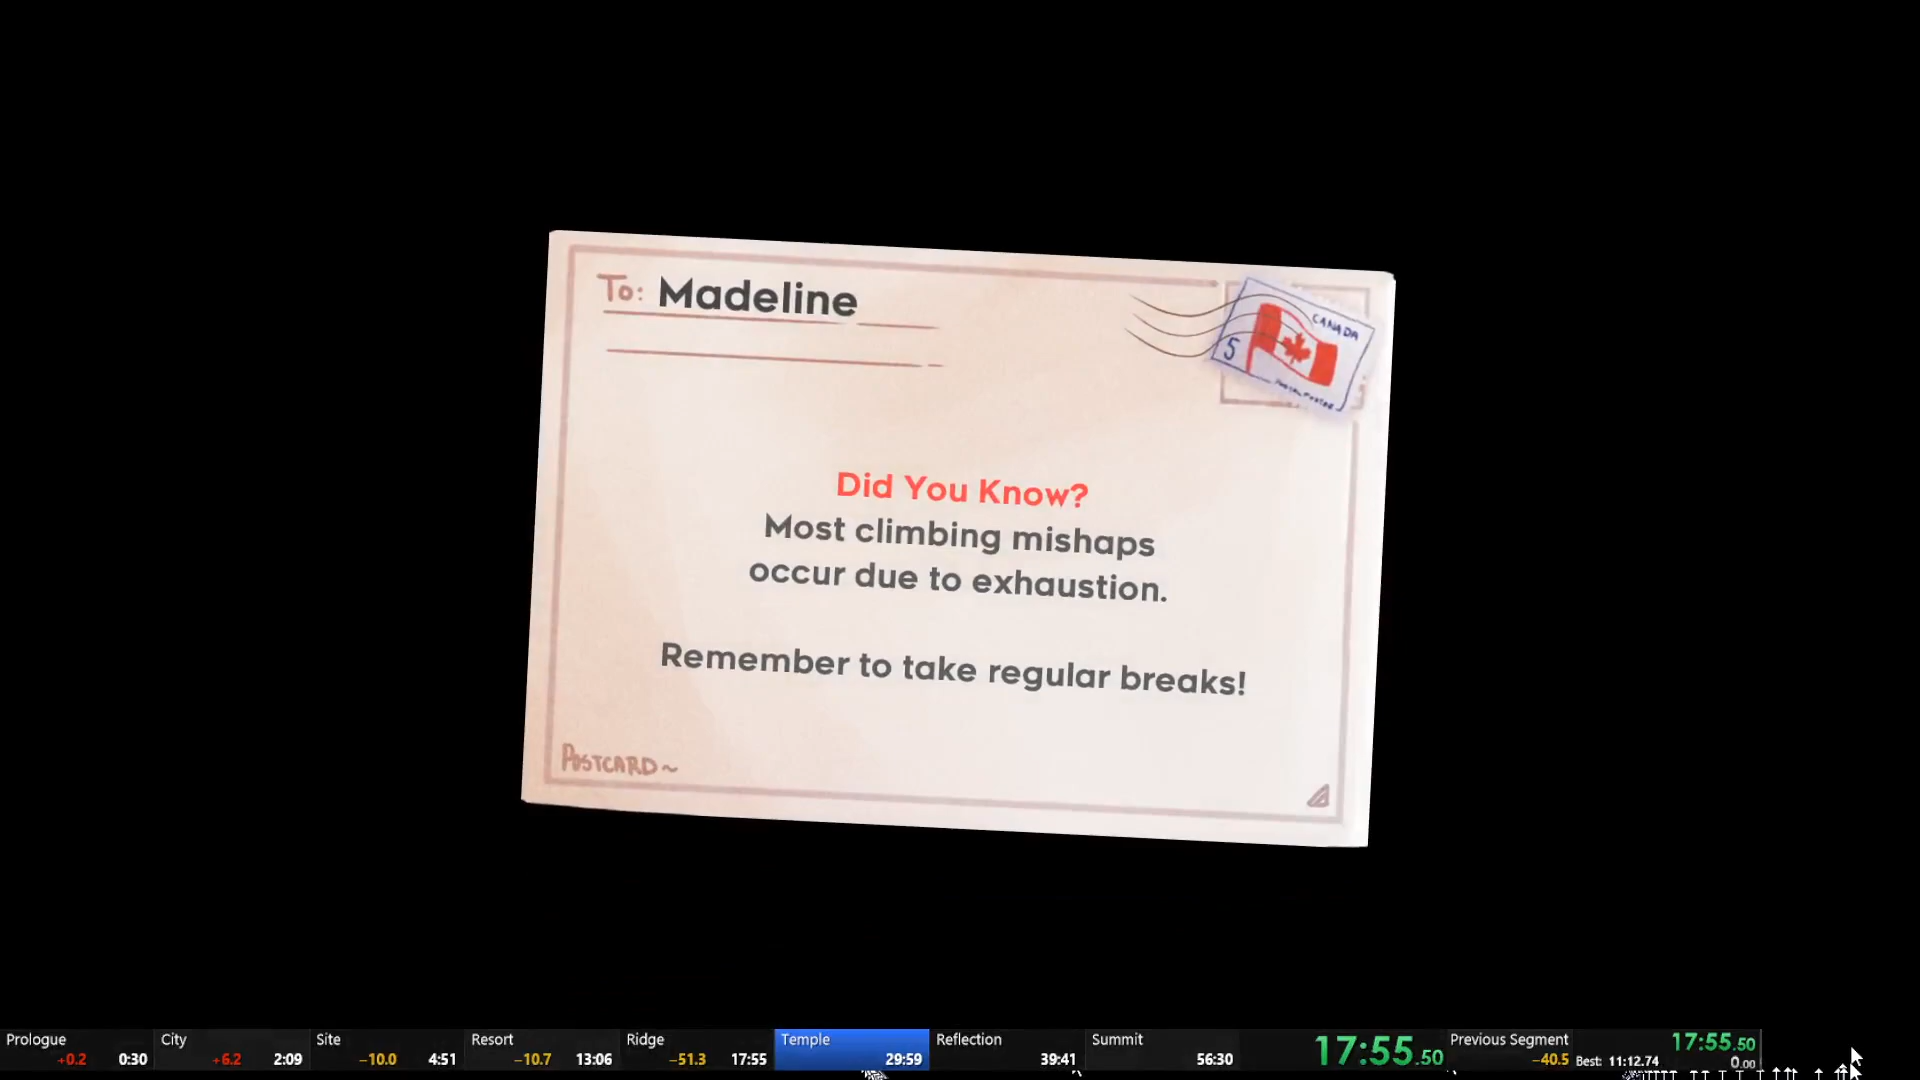 To: Madeline
CANADA
5
Did You Know?
Most climbing mishaps
occur due to exhaustion.
Remember to take regular breaks!
POSTCARD~
Prologue City Site Resort Ridge Temple Reflection Summit 17:55.50 Previous Segment 17:55.50
+0.2 0:30 +6.2 2:09 −10.0 4:51 −10.7 13:06 −51.3 17:55 29:59 39:41 56:30 −40.5 Best: 11:12.74 0.00